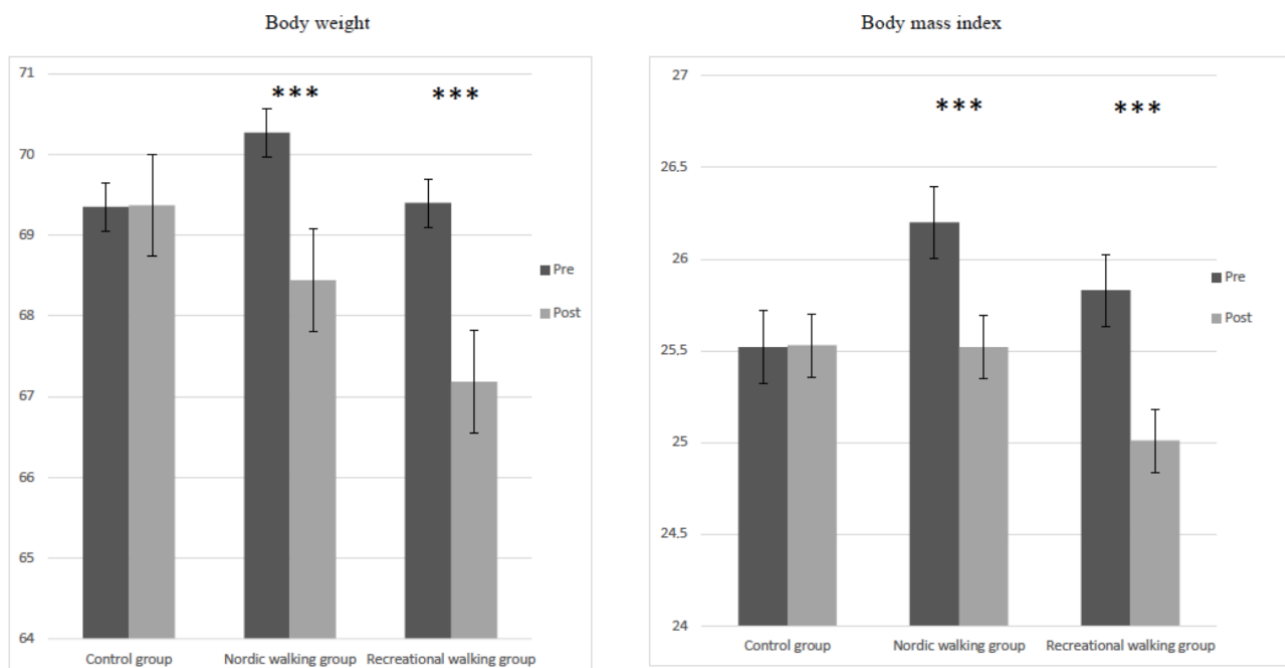 Body weight
71
70
69
68
67
66
65
64
***
***
Pre
Post
Control group
Nordic walking group
Recreational walking group
Body mass index
27
26,5
26
25,5
25
24,5
24
***
***
Pre
Post
Control group
Nordic walking group
Recreational walking group